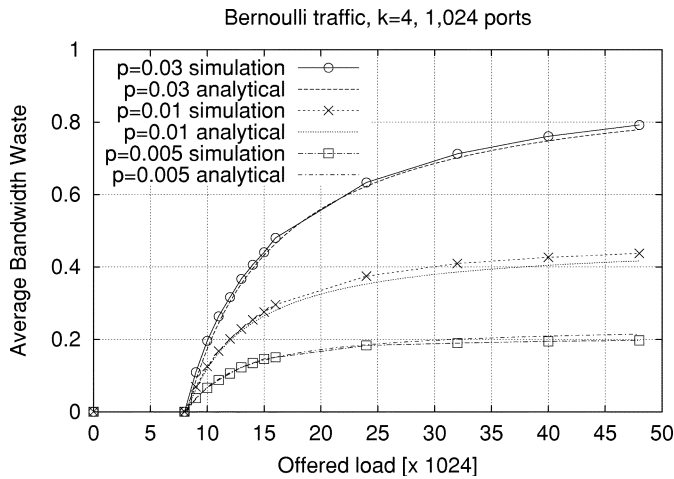 Bernoulli traffic, k=4, 1,024 ports
Average Bandwidth Waste
1
0.8
0.6
0.4
0.2
0
p=0.03 simulation
p=0.03 analytical
p=0.01 simulation
p=0.01 analytical
p=0.005 simulation
p=0.005 analytical
0 5 10 15 20 25 30 35 40 45 50
Offered load [x 1024]